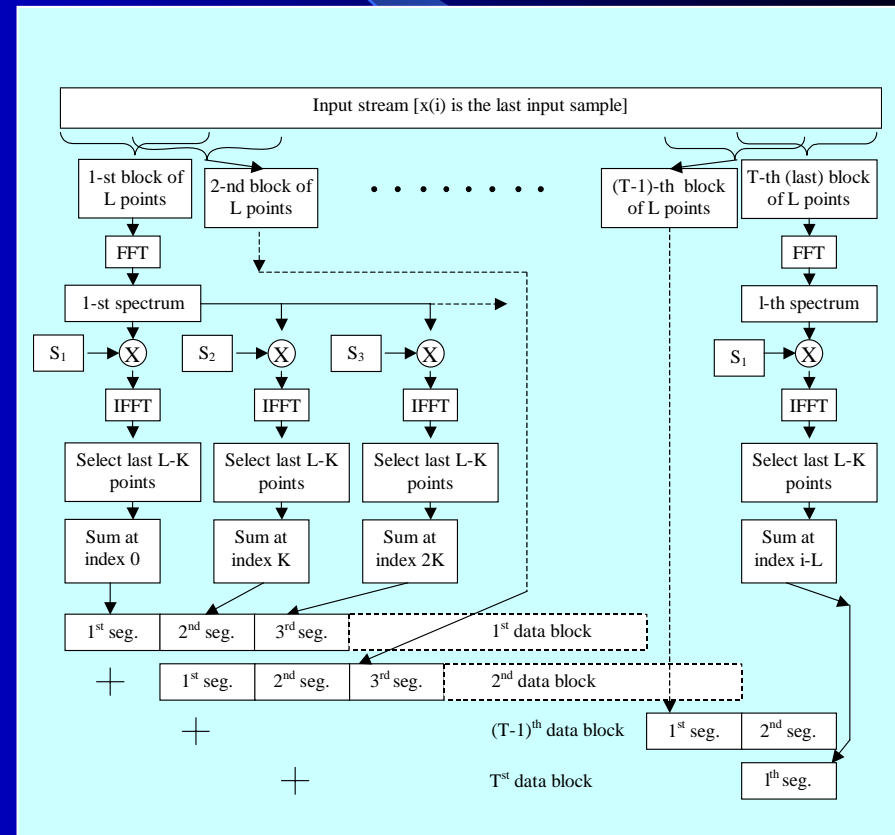 Input stream [x(i) is the last input sample]
1-st block of
L points
2-nd block of
L points
(T-1)-th block
of L points
T-th (last) block
of L points
FFT
FFT
1-st spectrum
l-th spectrum
S1
X
S2
X
S3
X
S1
X
IFFT
IFFT
IFFT
IFFT
Select last L-K
points
Select last L-K
points
Select last L-K
points
Select last L-K
points
Sum at
index 0
Sum at
index K
Sum at
index 2K
Sum at
index i-L
1st seg.
2nd seg.
3rd seg.
1st data block
+
1st seg.
2nd seg.
3rd seg.
2nd data block
+
(T-1)th data block
1st seg.
2nd seg.
+
Tst data block
lth seg.